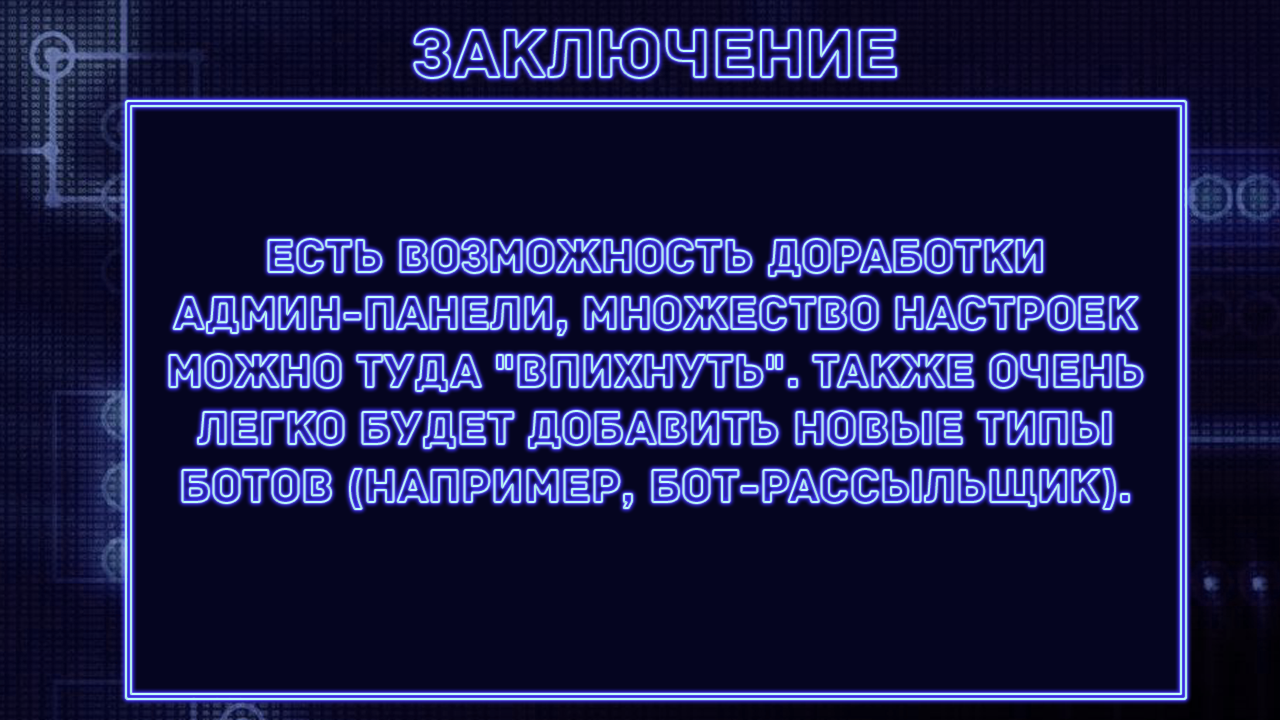 ЗАКЛЮЧЕНИЕ
ЕСТЬ ВОЗМОЖНОСТЬ ДОРАБОТКИ
АДМИН-ПАНЕЛИ, МНОЖЕСТВО НАСТРОЕК
МОЖНО ТУДА "ВПИХНУТЬ". ТАКЖЕ ОЧЕНЬ
ЛЕГКО БУДЕТ ДОБАВИТЬ НОВЫЕ ТИПЫ
БОТОВ (НАПРИМЕР, БОТ-РАССЫЛЬЩИК).